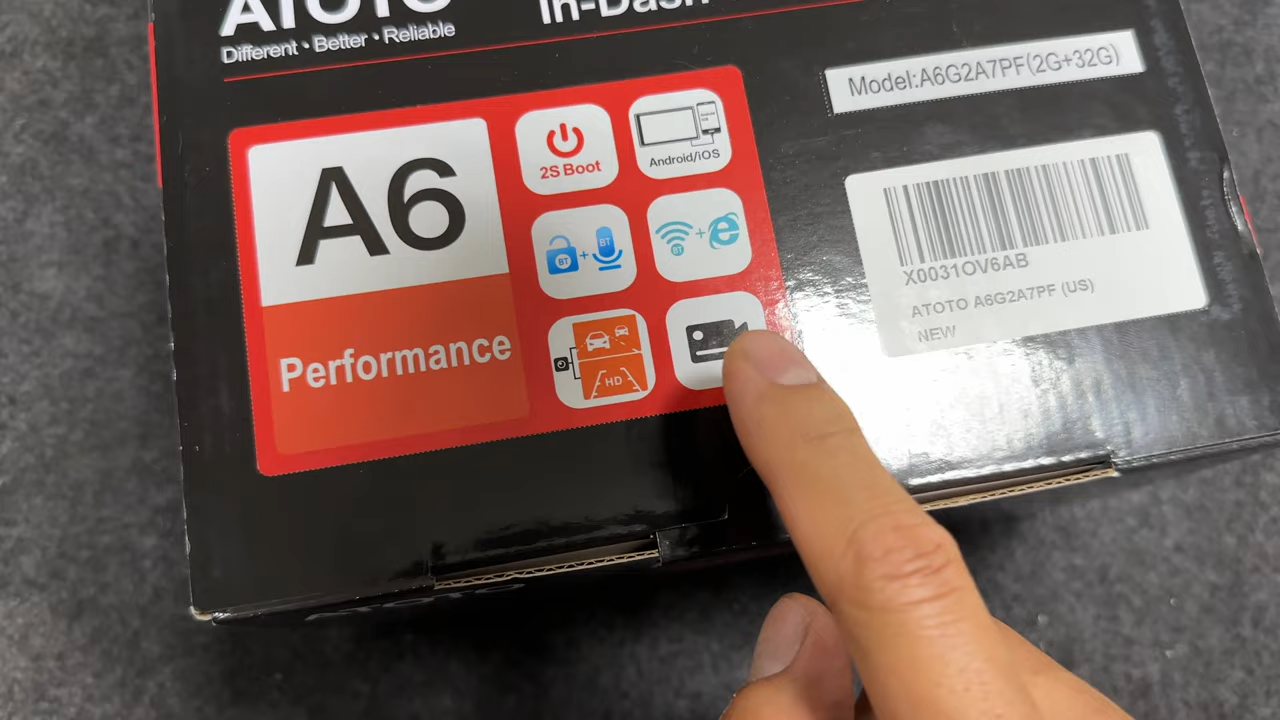 ATOTO
In-Dash
Different • Better • Reliable
Model:A6G2A7PF(2G+32G)
A6
Performance
2S Boot
Android/iOS
BT
BT
BT
HD
X0031OV6AB
ATOTO A6G2A7PF (US)
NEW